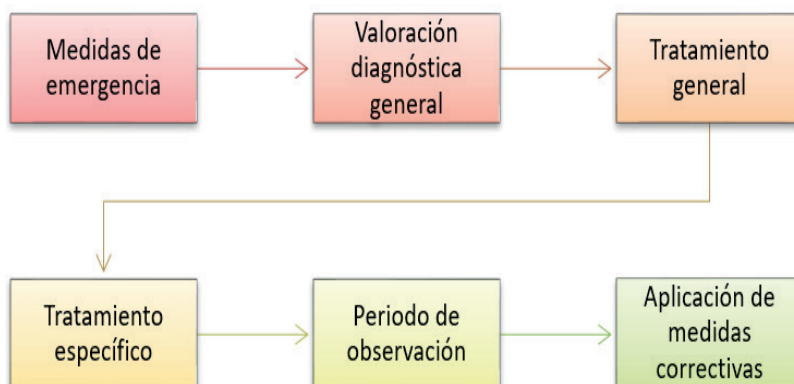 Medidas de
emergencia
Valoración
diagnóstica
general
Tratamiento
general
Tratamiento
específico
Periodo de
observación
Aplicación de
medidas
correctivas